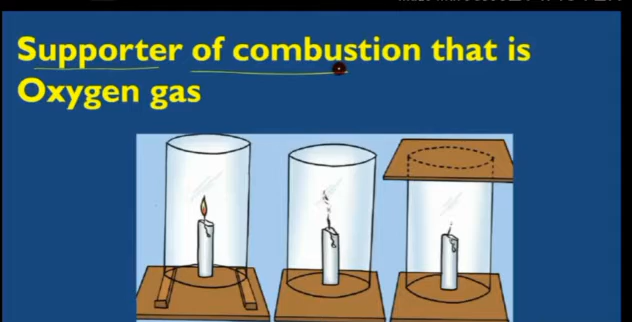 Supporter of combustion that is
Oxygen gas